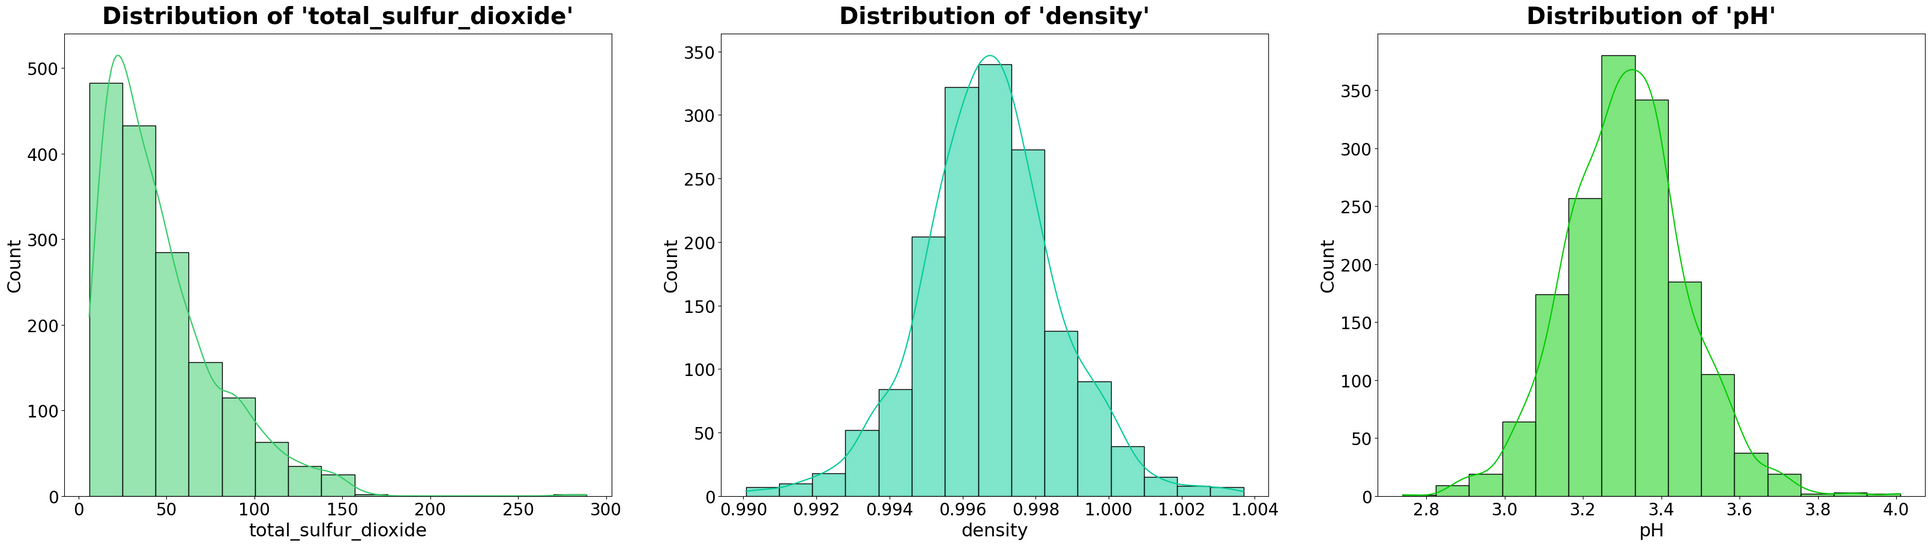 Distribution of 'total_sulfur_dioxide'
Count
500
400
300
200
100
0
0 50 100 150 200 250 300
total_sulfur_dioxide
Distribution of 'density'
Count
350
300
250
200
150
100
50
0
0.990 0.992 0.994 0.996 0.998 1.000 1.002 1.004
density
Distribution of 'pH'
Count
350
300
250
200
150
100
50
0
2.8 3.0 3.2 3.4 3.6 3.8 4.0
pH